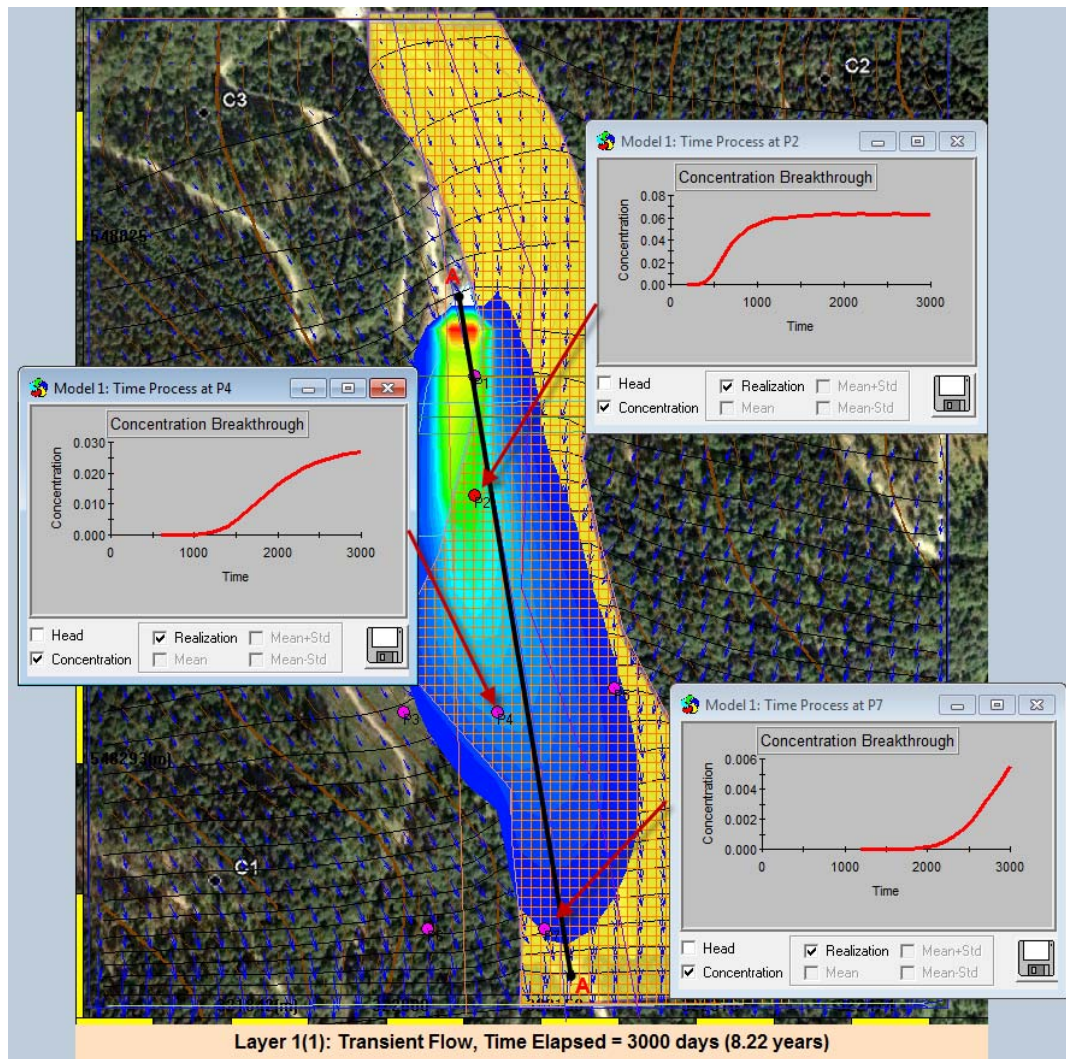 C2
C3
Model 1: Time Process at P2
Concentration Breakthrough
0.08
0.06
0.04
0.02
0.00
Concentration
0
1000
2000
3000
Time
Head
Concentration
Realization
Mean
Mean+Std
Mean-Std
548825
A
P1
P2
Model 1: Time Process at P4
Concentration Breakthrough
0.030
0.020
0.010
0.000
Concentration
0
1000
2000
3000
Time
Head
Concentration
Realization
Mean
Mean+Std
Mean-Std
P3
P4
Model 1: Time Process at P7
Concentration Breakthrough
0.006
0.004
0.002
0.000
Concentration
0
1000
2000
3000
Time
Head
Concentration
Realization
Mean
Mean+Std
Mean-Std
548293(m)
C1
A
Layer 1(1): Transient Flow, Time Elapsed = 3000 days (8.22 years)